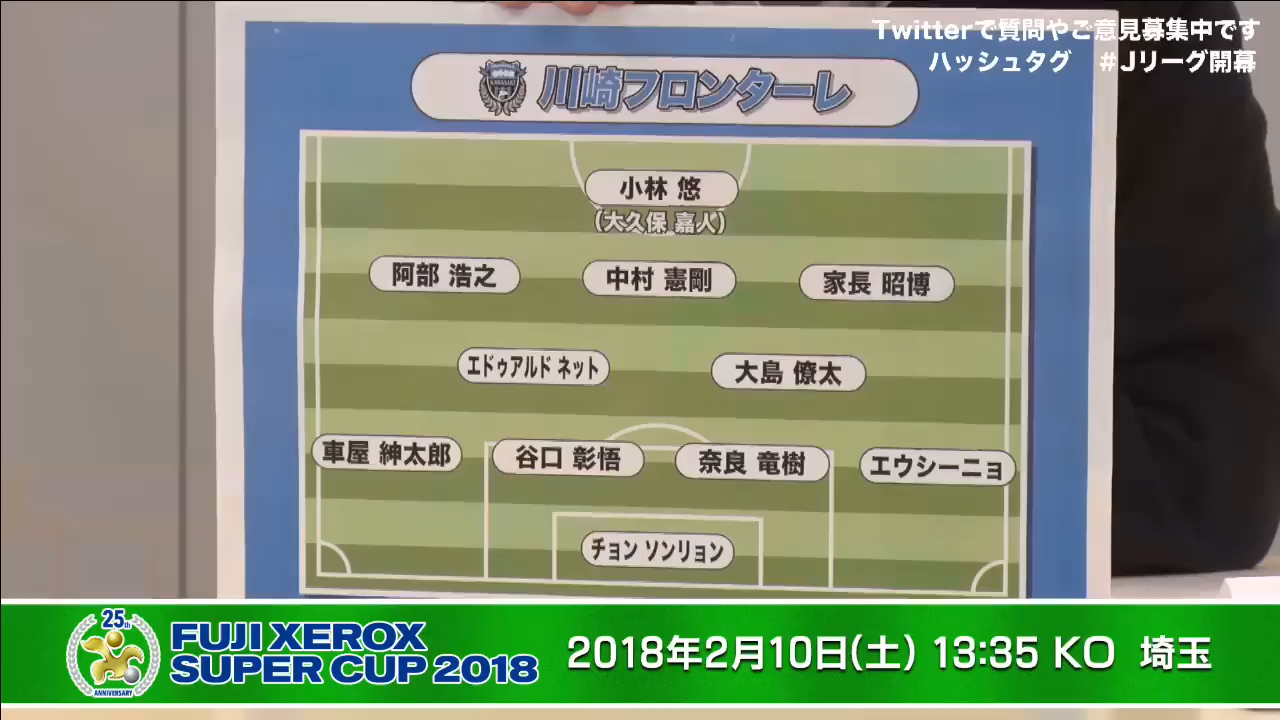 Twitterで質問やご意見募集中です
ハッシュタグ #Jリーグ開幕
KAWASAKI
川崎フロンターレ
小林 悠
(大久保 嘉人)
阿部 浩之
中村 憲剛
家長 昭博
エドゥアルド ネット
大島 僚太
車屋 紳太郎
谷口 彰悟
奈良 竜樹
エウシーニョ
チョン ソンリョン
25th
ANNIVERSARY
FUJI XEROX
SUPER CUP 2018
2018年2月10日(土) 13:35 KO 埼玉